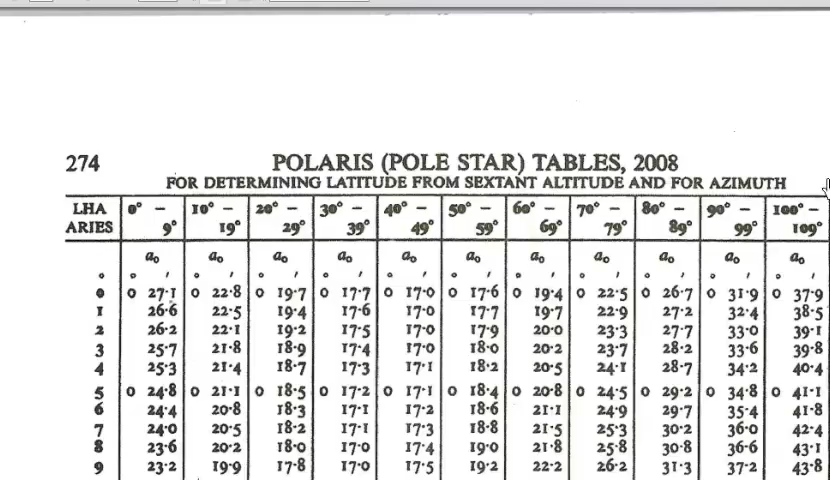 274 POLARIS (POLE STAR) TABLES, 2008
FOR DETERMINING LATITUDE FROM SEXTANT ALTITUDE AND FOR AZIMUTH
LHA 0° – 10° – 20° – 30° – 40° – 50° – 60° – 70° – 80° – 90° – 100° –
ARIES 9° 19° 29° 39° 49° 59° 69° 79° 89° 99° 109°
a₀ a₀ a₀ a₀ a₀ a₀ a₀ a₀ a₀ a₀ a₀
° ° ′ ° ′ ° ′ ° ′ ° ′ ° ′ ° ′ ° ′ ° ′ ° ′ ° ′
0 0 27·1 0 22·8 0 19·7 0 17·7 0 17·0 0 17·6 0 19·4 0 22·5 0 26·7 0 31·9 0 37·9
1 26·6 22·5 19·4 17·6 17·0 17·7 19·7 22·9 27·2 32·4 38·5
2 26·2 22·1 19·2 17·5 17·0 17·9 20·0 23·3 27·7 33·0 39·1
3 25·7 21·8 18·9 17·4 17·0 18·0 20·2 23·7 28·2 33·6 39·8
4 25·3 21·4 18·7 17·3 17·1 18·2 20·5 24·1 28·7 34·2 40·4
5 0 24·8 0 21·1 0 18·5 0 17·2 0 17·1 0 18·4 0 20·8 0 24·5 0 29·2 0 34·8 0 41·1
6 24·4 20·8 18·3 17·1 17·2 18·6 21·1 24·9 29·7 35·4 41·8
7 24·0 20·5 18·2 17·1 17·3 18·8 21·5 25·3 30·2 36·0 42·4
8 23·6 20·2 18·0 17·0 17·4 19·0 21·8 25·8 30·8 36·6 43·1
9 23·2 19·9 17·8 17·0 17·5 19·2 22·2 26·2 31·3 37·2 43·8